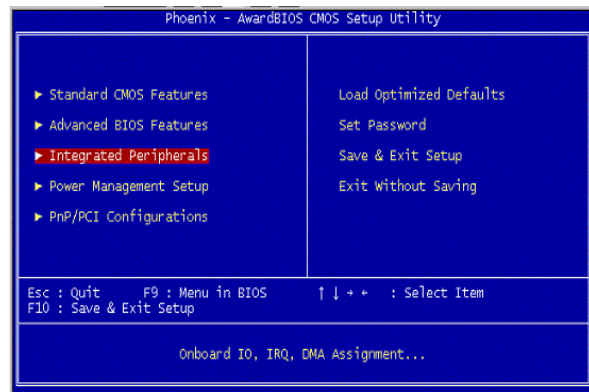 Phoenix - AwardBIOS CMOS Setup Utility
▶ Standard CMOS Features
▶ Advanced BIOS Features
▶ Integrated Peripherals
▶ Power Management Setup
▶ PnP/PCI Configurations
Load Optimized Defaults
Set Password
Save & Exit Setup
Exit Without Saving
Esc : Quit F9 : Menu in BIOS ↑ ↓ → ← : Select Item
F10 : Save & Exit Setup
Onboard IO, IRQ, DMA Assignment...